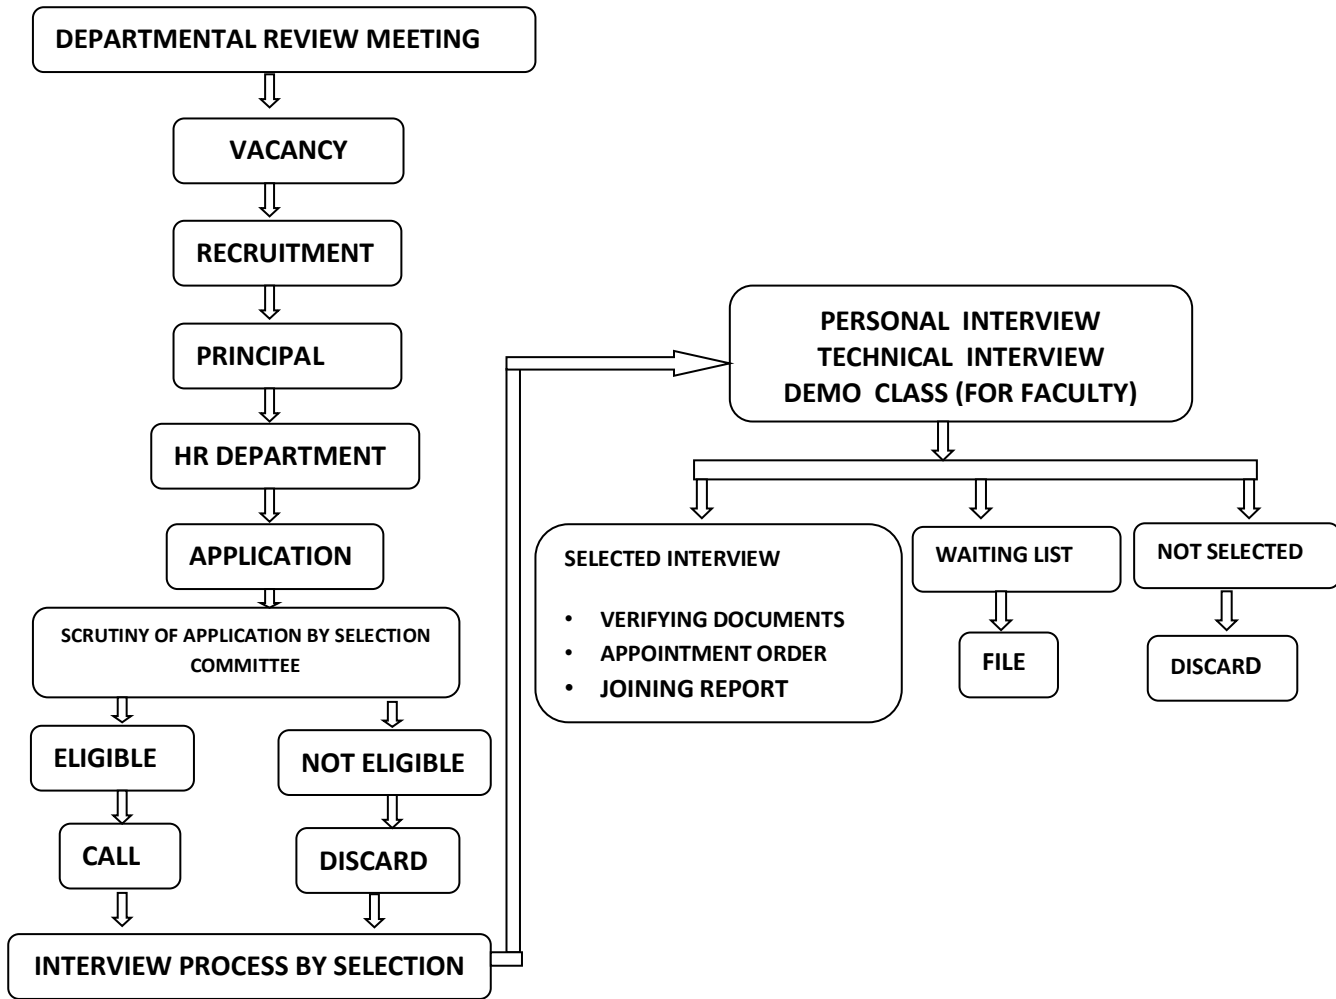 DEPARTMENTAL REVIEW MEETING
VACANCY
RECRUITMENT
PRINCIPAL
HR DEPARTMENT
APPLICATION
SCRUTINY OF APPLICATION BY SELECTION
COMMITTEE
ELIGIBLE
NOT ELIGIBLE
CALL
DISCARD
INTERVIEW PROCESS BY SELECTION
PERSONAL INTERVIEW
TECHNICAL INTERVIEW
DEMO CLASS (FOR FACULTY)
SELECTED INTERVIEW
• VERIFYING DOCUMENTS
• APPOINTMENT ORDER
• JOINING REPORT
WAITING LIST
FILE
NOT SELECTED
DISCARD